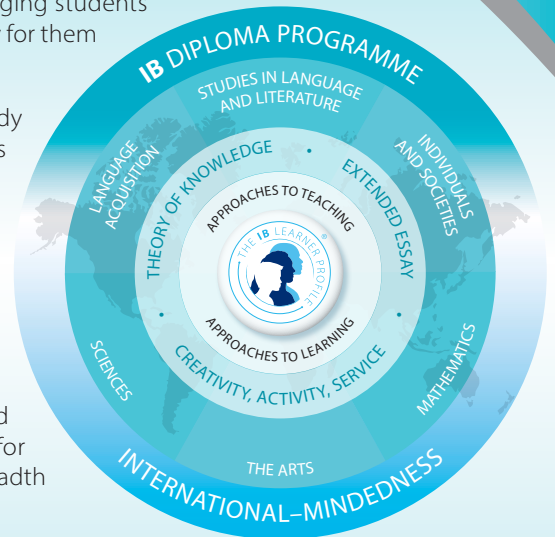 ging students
for them
dy
s
d
for
adth
IB DIPLOMA PROGRAMME
STUDIES IN LANGUAGE
AND LITERATURE
LANGUAGE
ACQUISITION
INDIVIDUALS
AND SOCIETIES
THEORY OF KNOWLEDGE
•
EXTENDED ESSAY
APPROACHES TO TEACHING
THE IB LEARNER PROFILE
®
APPROACHES TO LEARNING
•
•
CREATIVITY, ACTIVITY, SERVICE
SCIENCES
MATHEMATICS
THE ARTS
INTERNATIONAL–MINDEDNESS